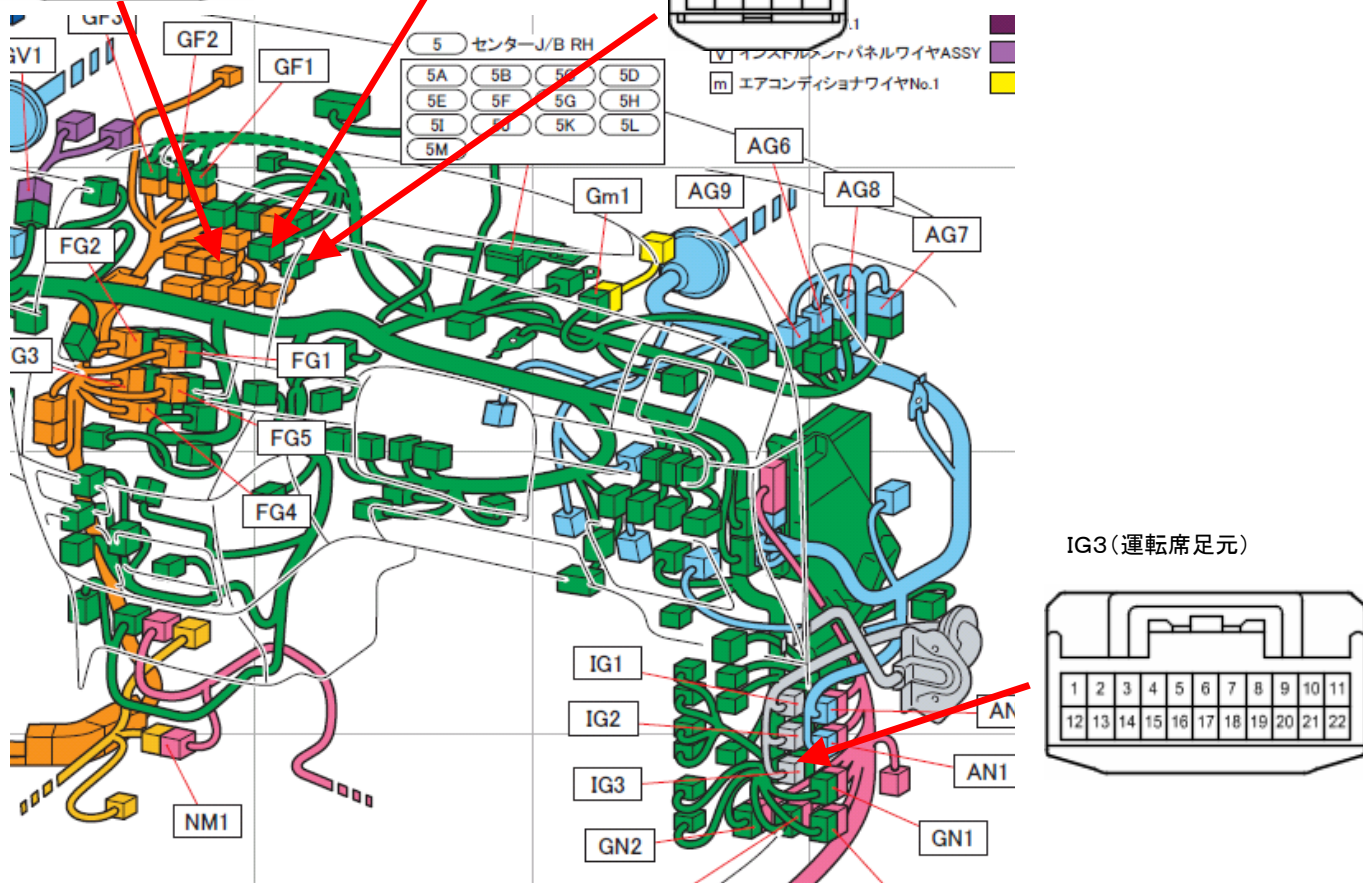 GF3
GF2
GF1
GV1
5 センターJ/B RH
5A 5B 5C 5D
5E 5F 5G 5H
5I 5J 5K 5L
5M
.1
V インストルメントパネルワイヤASSY
m エアコンディショナワイヤNo.1
AG6
Gm1
AG9
AG8
AG7
FG2
G3
FG1
FG5
FG4
IG3(運転席足元)
1 2 3 4 5 6 7 8 9 10 11
12 13 14 15 16 17 18 19 20 21 22
IG1
IG2
AN
IG3
AN1
NM1
GN2
GN1